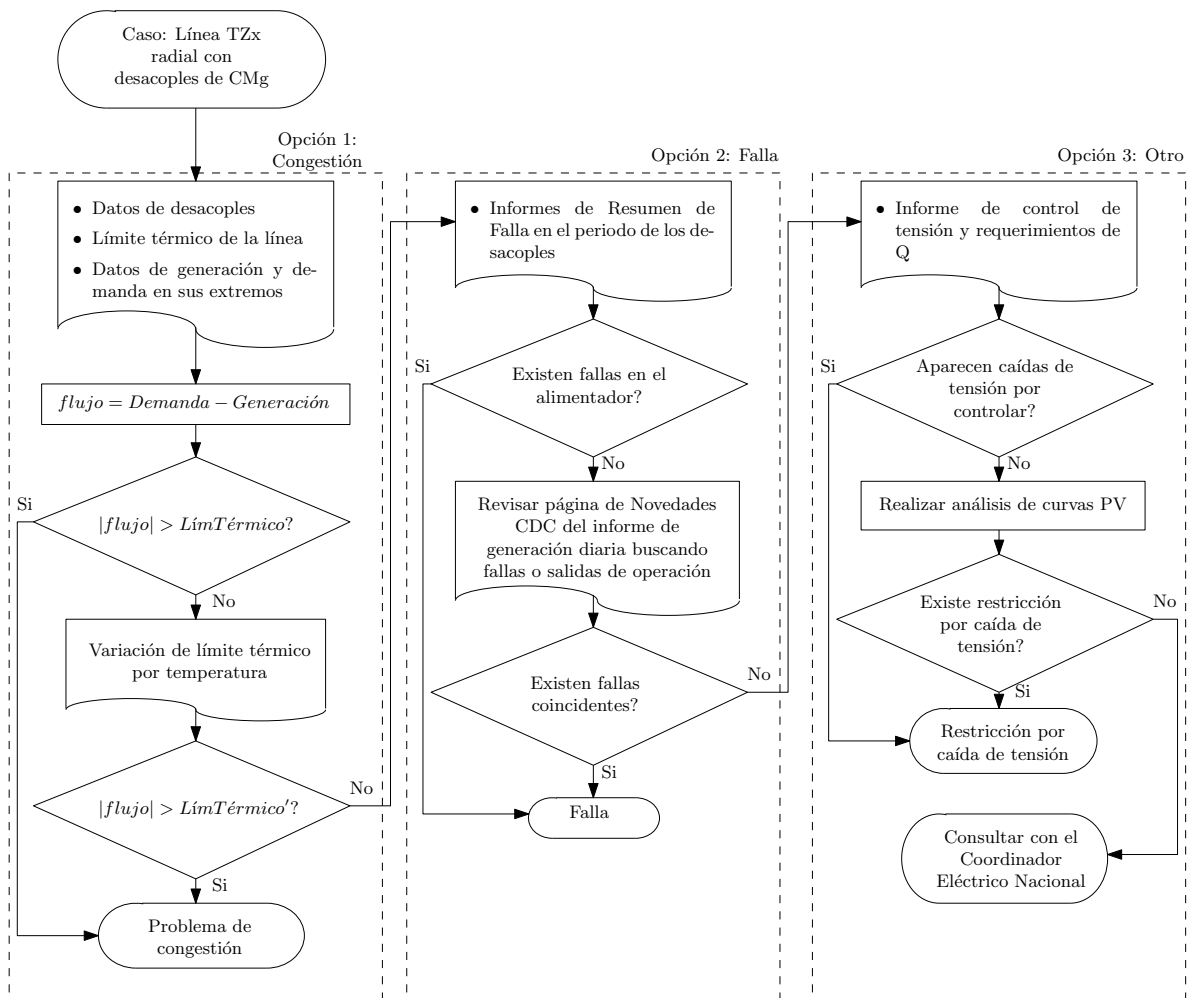 Caso: Línea TZx
radial con
desacoples de CMg
Opción 1:
Congestión
• Datos de desacoples
• Límite térmico de la línea
• Datos de generación y de-
manda en sus extremos
flujo = Demanda − Generación
Si
|flujo| > LímTérmico?
No
Variación de límite térmico
por temperatura
|flujo| > LímTérmico′?
No
Si
Problema de
congestión
Opción 2: Falla
• Informes de Resumen de
Falla en el periodo de los de-
sacoples
Si
Existen fallas en el
alimentador?
No
Revisar página de Novedades
CDC del informe de
generación diaria buscando
fallas o salidas de operación
Existen fallas
coincidentes?
No
Si
Falla
Opción 3: Otro
• Informe de control de
tensión y requerimientos de
Q
Si
Aparecen caídas de
tensión por
controlar?
No
Realizar análisis de curvas PV
Existe restricción
por caída de
tensión?
No
Si
Restricción por
caída de tensión
Consultar con el
Coordinador
Eléctrico Nacional